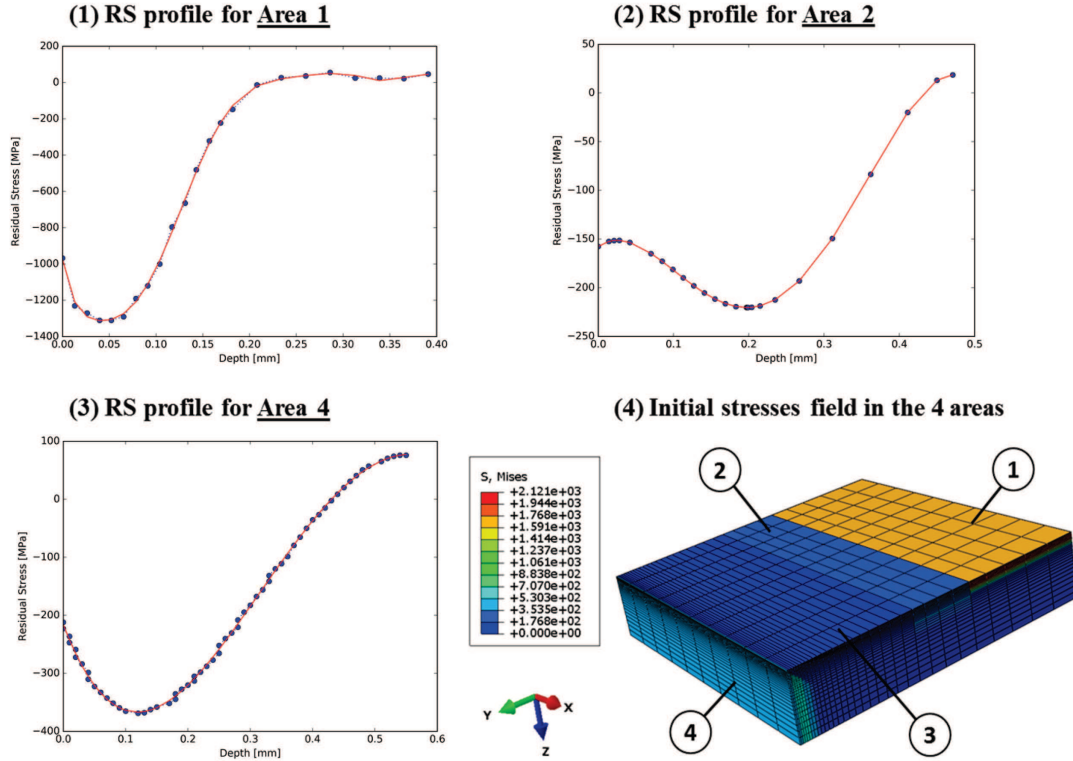 (1) RS profile for Area 1
200
0
−200
−400
−600
−800
−1000
−1200
−1400
Residual Stress [MPa]
0.00 0.05 0.10 0.15 0.20 0.25 0.30 0.35 0.40
Depth [mm]
(2) RS profile for Area 2
50
0
−50
−100
−150
−200
−250
Residual Stress [MPa]
0.0 0.1 0.2 0.3 0.4 0.5
Depth [mm]
(3) RS profile for Area 4
100
0
−100
−200
−300
−400
Residual Stress [MPa]
0.0 0.1 0.2 0.3 0.4 0.5 0.6
Depth [mm]
(4) Initial stresses field in the 4 areas
S, Mises
+2.121e+03
+1.944e+03
+1.768e+03
+1.591e+03
+1.414e+03
+1.237e+03
+1.061e+03
+8.838e+02
+7.070e+02
+5.303e+02
+3.535e+02
+1.768e+02
+0.000e+00
Y X
Z
2
1
4
3